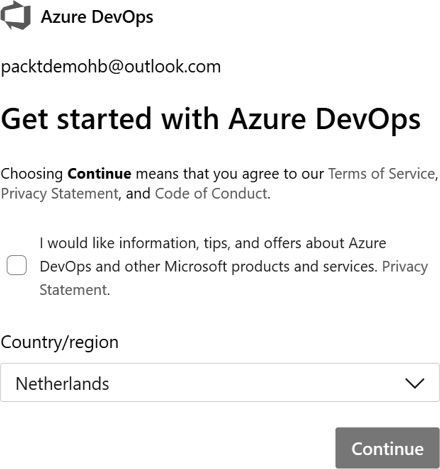 Azure DevOps
packtdemohb@outlook.com
Get started with Azure DevOps
Choosing Continue means that you agree to our Terms of Service,
Privacy Statement, and Code of Conduct.
I would like information, tips, and offers about Azure
DevOps and other Microsoft products and services. Privacy
Statement.
Country/region
Netherlands
Continue